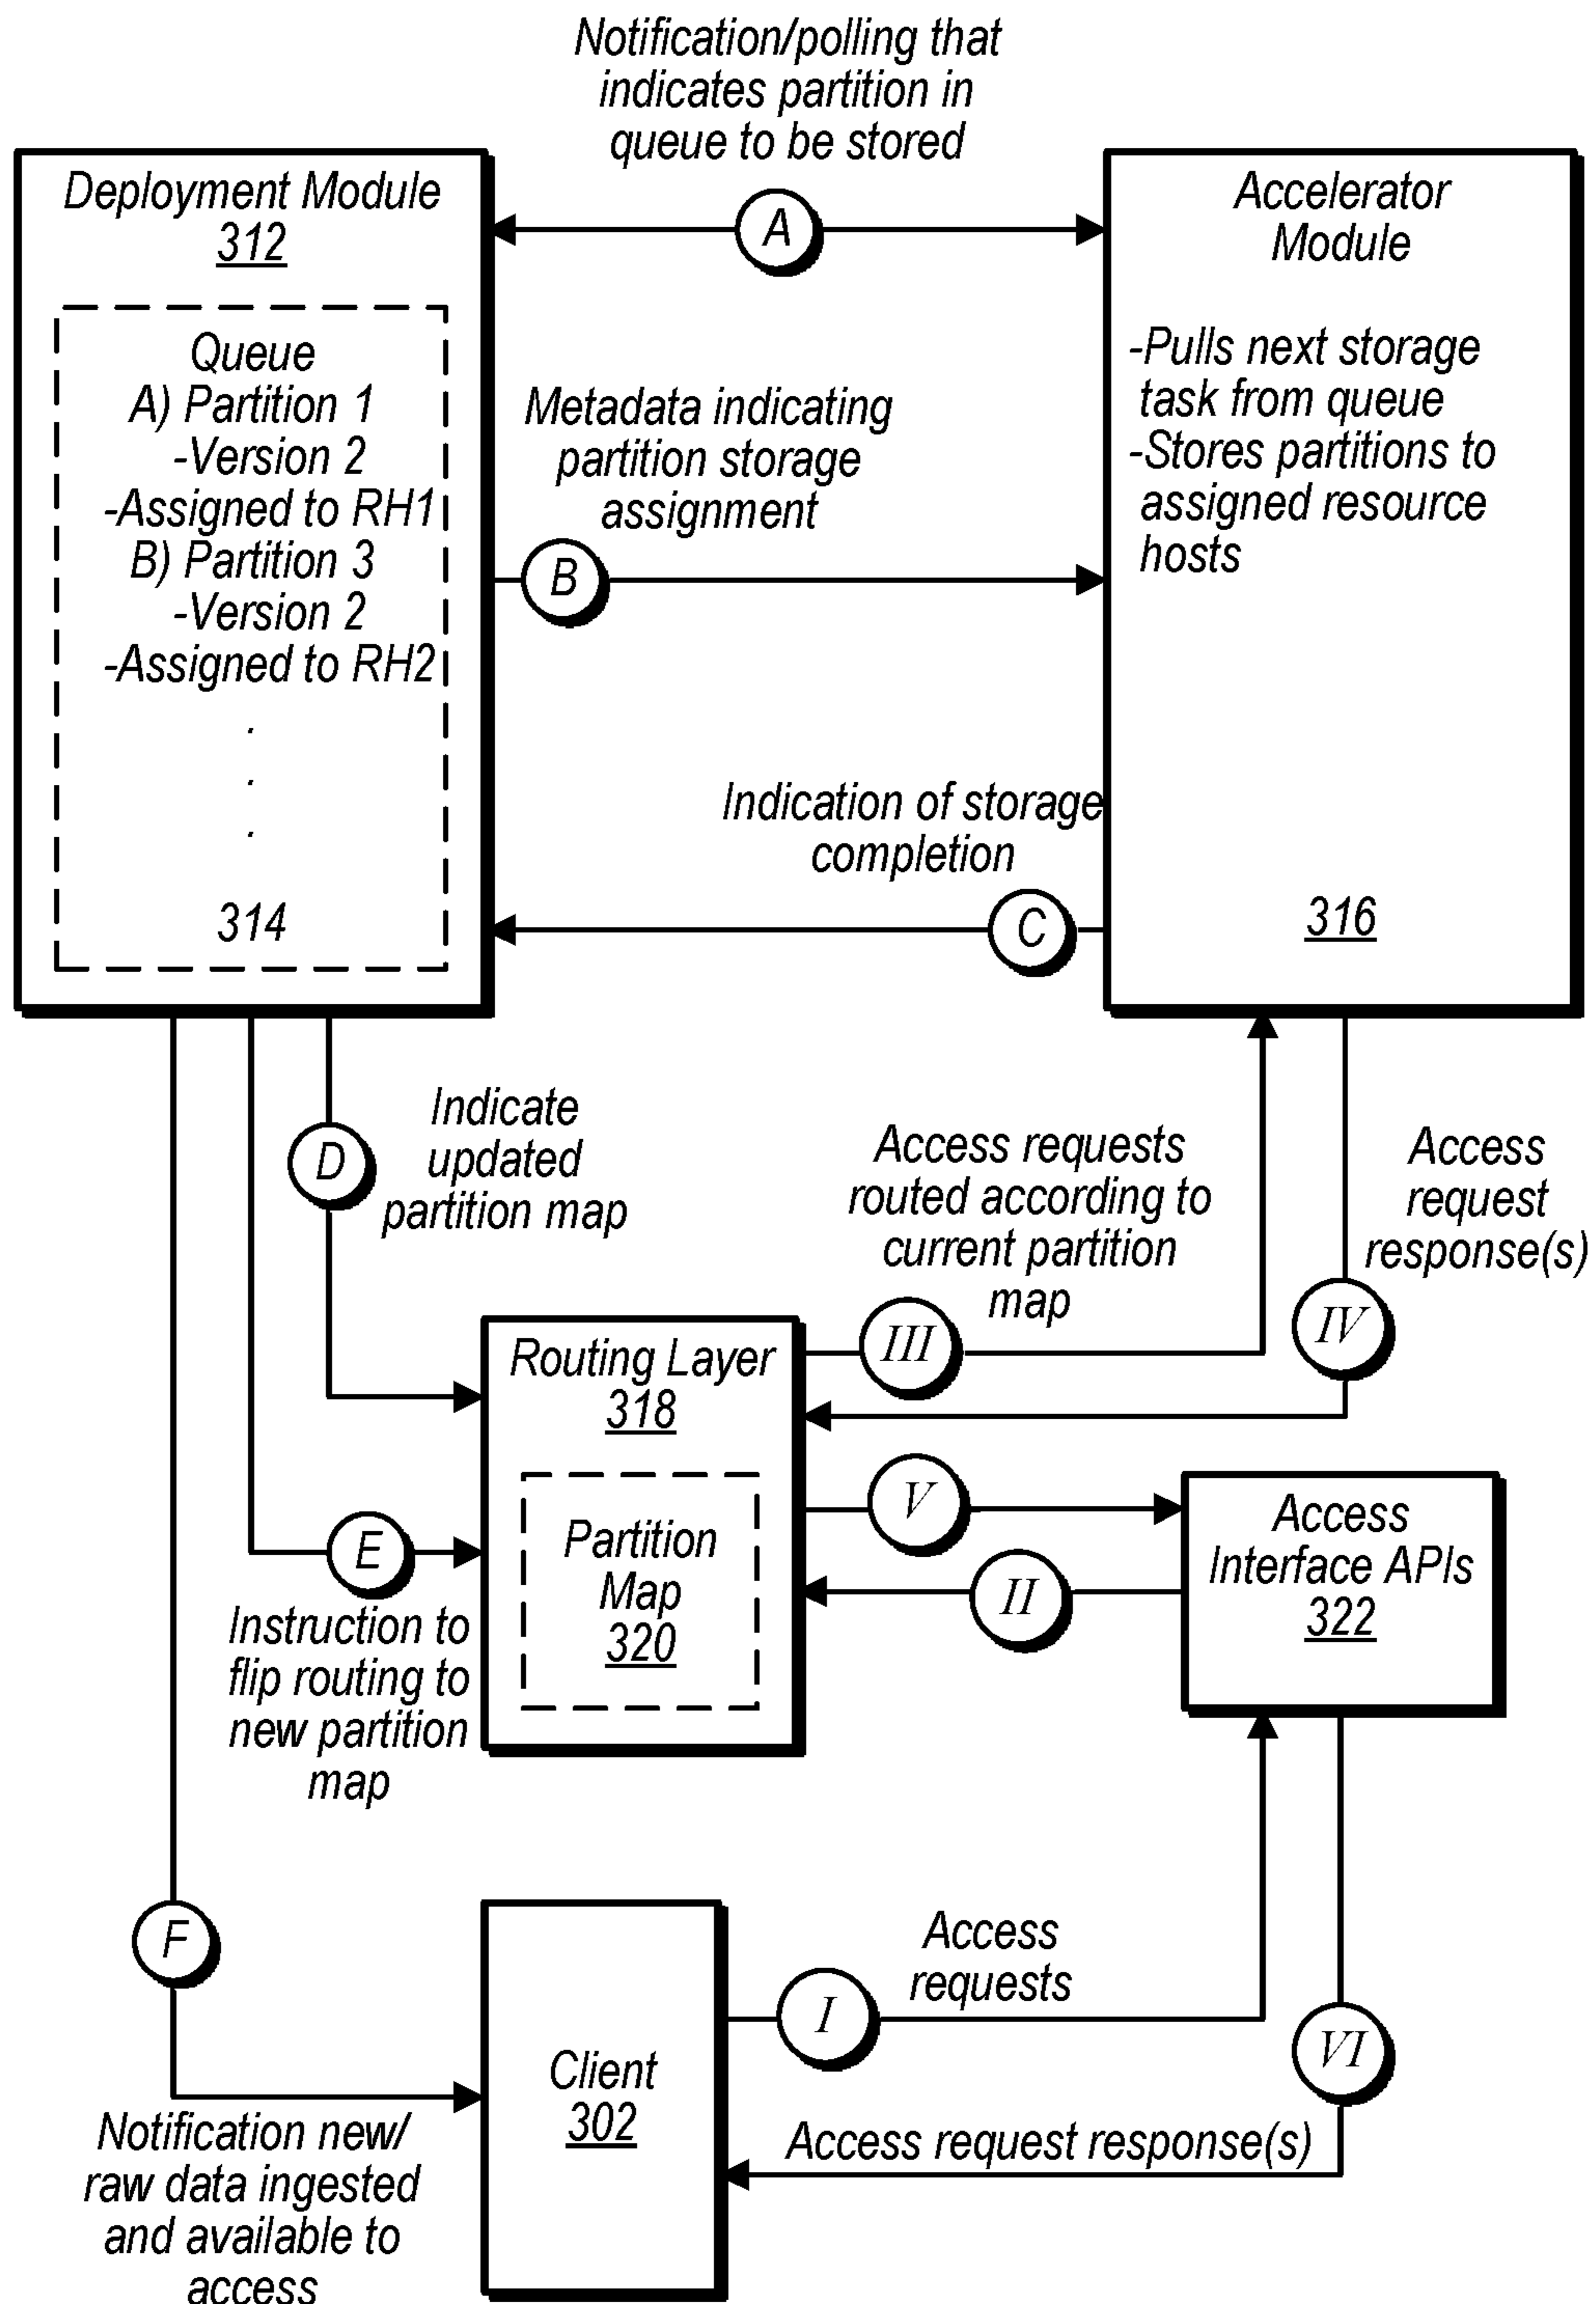 Notification/polling that
indicates partition in
queue to be stored
A
Deployment Module
312
Queue
A) Partition 1
-Version 2
-Assigned to RH1
B) Partition 3
-Version 2
-Assigned to RH2
.
.
.
314
Metadata indicating
partition storage
assignment
B
Indication of storage
completion
C
Accelerator
Module
-Pulls next storage
task from queue
-Stores partitions to
assigned resource
hosts
316
D
Indicate
updated
partition map
Access requests
routed according to
current partition
map
III
Access
request
response(s)
IV
Routing Layer
318
Partition
Map
320
E
Instruction to
flip routing to
new partition
map
V
II
Access
Interface APIs
322
F
Notification new/
raw data ingested
and available to
access
Client
302
I
Access
requests
VI
Access request response(s)